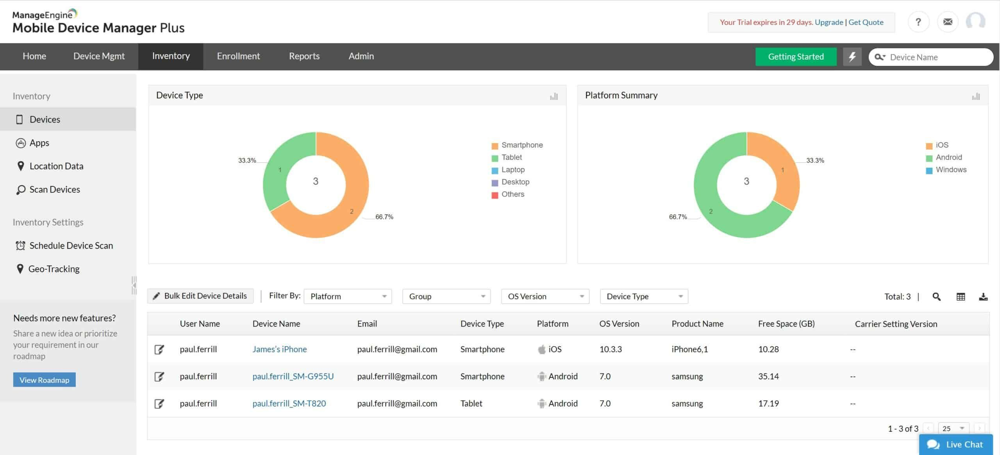 ManageEngine
Mobile Device Manager Plus
Your Trial expires in 29 days. Upgrade | Get Quote
?
Home Device Mgmt Inventory Enrollment Reports Admin
Getting Started
Device Name
Inventory
Devices
Apps
Location Data
Scan Devices
Inventory Settings
Schedule Device Scan
Geo-Tracking
Needs more new features?
Share a new idea or prioritize
your requirement in our
roadmap
View Roadmap
Device Type
33.3%
1
3
2
66.7%
Smartphone
Tablet
Laptop
Desktop
Others
Platform Summary
33.3%
1
3
2
66.7%
iOS
Android
Windows
Bulk Edit Device Details | Filter By: Platform Group OS Version Device Type Total: 3 |
User Name Device Name Email Device Type Platform OS Version Product Name Free Space (GB) Carrier Setting Version
paul.ferrill James's iPhone paul.ferrill@gmail.com Smartphone iOS 10.3.3 iPhone6,1 10.28 --
paul.ferrill paul.ferrill_SM-G955U paul.ferrill@gmail.com Smartphone Android 7.0 samsung 35.14 --
paul.ferrill paul.ferrill_SM-T820 paul.ferrill@gmail.com Tablet Android 7.0 samsung 17.19 --
1 - 3 of 3 < 25 >
Live Chat